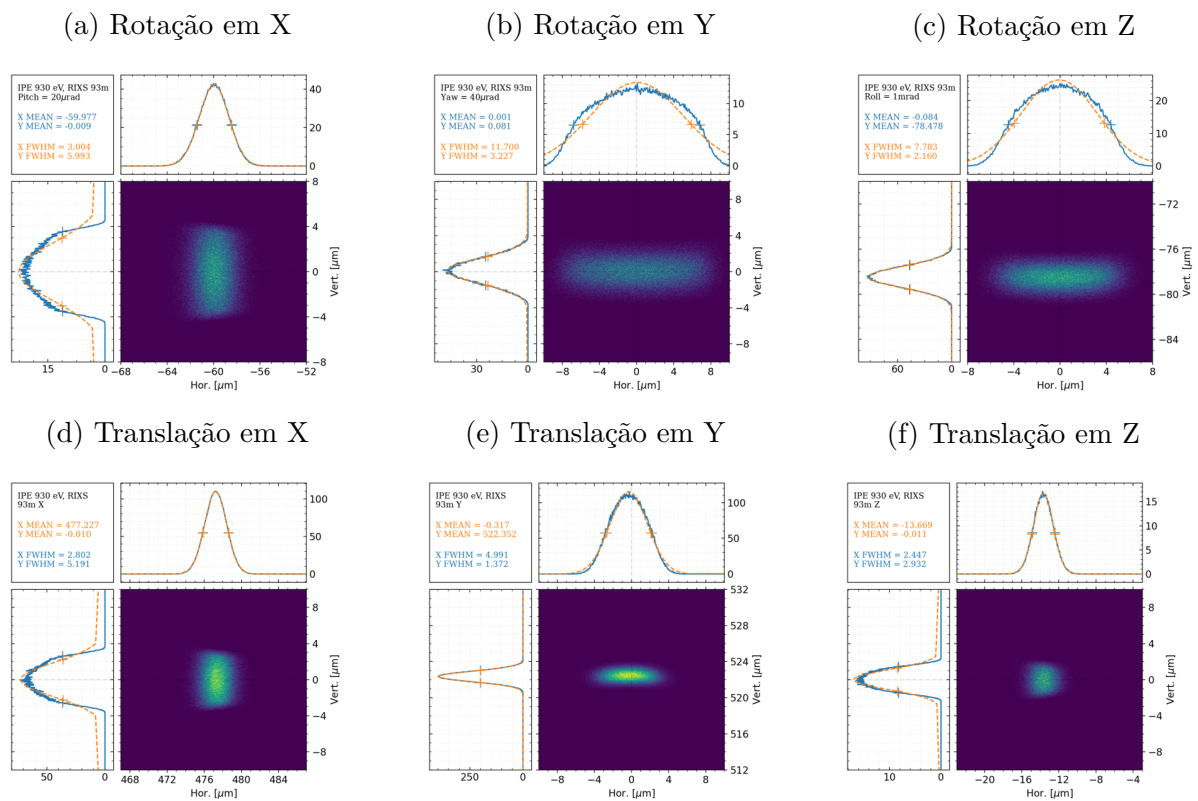 (a) Rotação em X
IPE 930 eV, RIXS 93m
Pitch = 20μrad
X MEAN = -59.977
Y MEAN = -0.009
X FWHM = 3.004
Y FWHM = 5.993
40
20
0
8
4
0
−4
−8
Vert. [μm]
15
0
−68
−64
−60
−56
−52
Hor. [μm]
(b) Rotação em Y
IPE 930 eV, RIXS 93m
Yaw = 40μrad
X MEAN = 0.001
Y MEAN = 0.081
X FWHM = 11.700
Y FWHM = 3.227
10
5
0
8
4
0
−4
−8
Vert. [μm]
30
0
−8
−4
0
4
8
Hor. [μm]
(c) Rotação em Z
IPE 930 eV, RIXS 93m
Roll = 1mrad
X MEAN = -0.084
Y MEAN = -78.478
X FWHM = 7.783
Y FWHM = 2.160
20
10
0
−72
−76
−80
−84
Vert. [μm]
60
0
−8
−4
0
4
8
Hor. [μm]
(d) Translação em X
IPE 930 eV, RIXS
93m X
X MEAN = 477.227
Y MEAN = -0.010
X FWHM = 2.802
Y FWHM = 5.191
100
50
0
8
4
0
−4
−8
Vert. [μm]
50
0
468
472
476
480
484
Hor. [μm]
(e) Translação em Y
IPE 930 eV, RIXS
93m Y
X MEAN = -0.317
Y MEAN = 522.352
X FWHM = 4.991
Y FWHM = 1.372
100
50
0
532
528
524
520
516
512
Vert. [μm]
250
0
−8
−4
0
4
8
Hor. [μm]
(f) Translação em Z
IPE 930 eV, RIXS
93m Z
X MEAN = -13.669
Y MEAN = -0.011
X FWHM = 2.447
Y FWHM = 2.932
15
10
5
0
8
4
0
−4
−8
Vert. [μm]
10
0
−20
−16
−12
−8
−4
Hor. [μm]